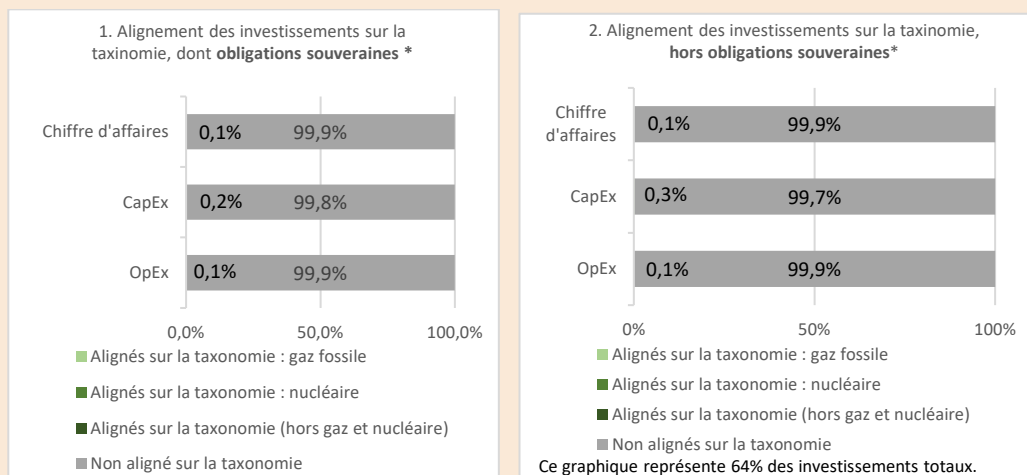 1. Alignement des investissements sur la
taxinomie, dont obligations souveraines *
Chiffre d'affaires
0,1%
99,9%
CapEx
0,2%
99,8%
OpEx
0,1%
99,9%
0,0%
50,0%
100,0%
Alignés sur la taxonomie : gaz fossile
Alignés sur la taxonomie : nucléaire
Alignés sur la taxonomie (hors gaz et nucléaire)
Non aligné sur la taxonomie
2. Alignement des investissements sur la taxinomie,
hors obligations souveraines*
Chiffre
d'affaires
0,1%
99,9%
CapEx
0,3%
99,7%
OpEx
0,1%
99,9%
0%
50%
100%
Alignés sur la taxonomie : gaz fossile
Alignés sur la taxonomie : nucléaire
Alignés sur la taxonomie (hors gaz et nucléaire)
Non alignés sur la taxonomie
Ce graphique représente 64% des investissements totaux.